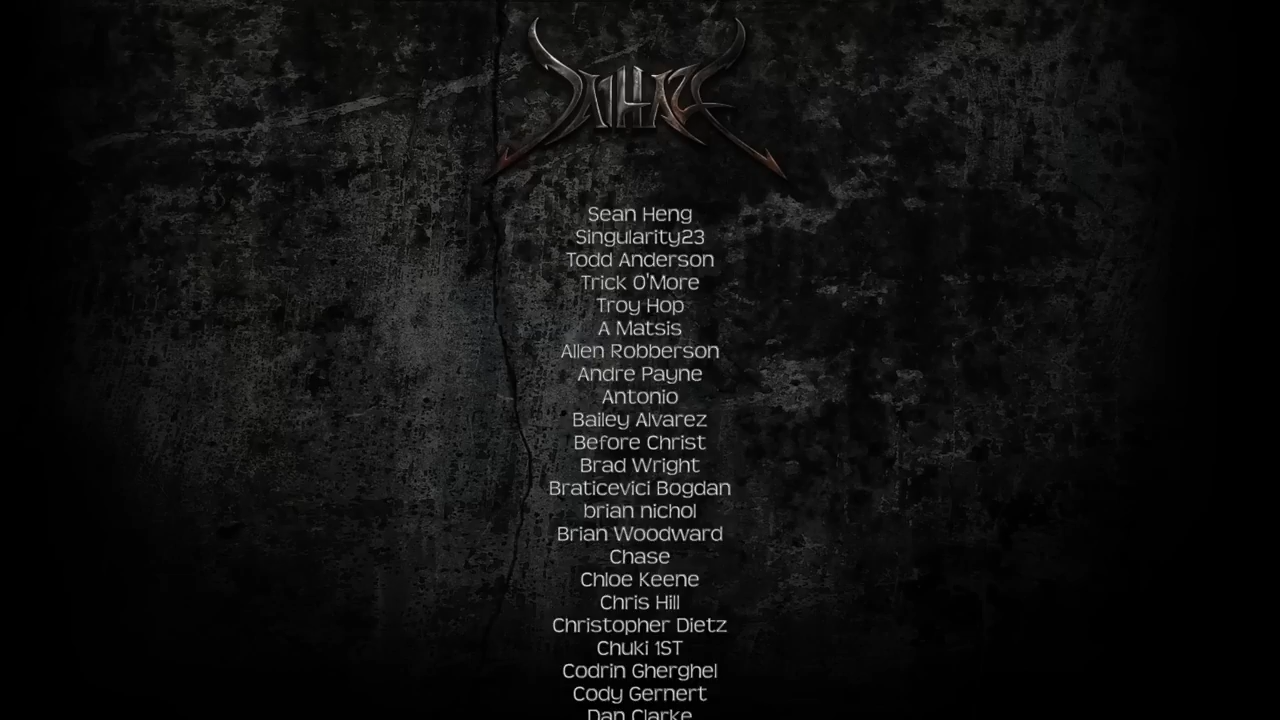 Sean Heng
Singularity23
Todd Anderson
Trick O'More
Troy Hop
A Matsis
Allen Robberson
Andre Payne
Antonio
Bailey Alvarez
Before Christ
Brad Wright
Braticevici Bogdan
brian nichol
Brian Woodward
Chase
Chloe Keene
Chris Hill
Christopher Dietz
Chuki 1ST
Codrin Gherghel
Cody Gernert
Dan Clarke